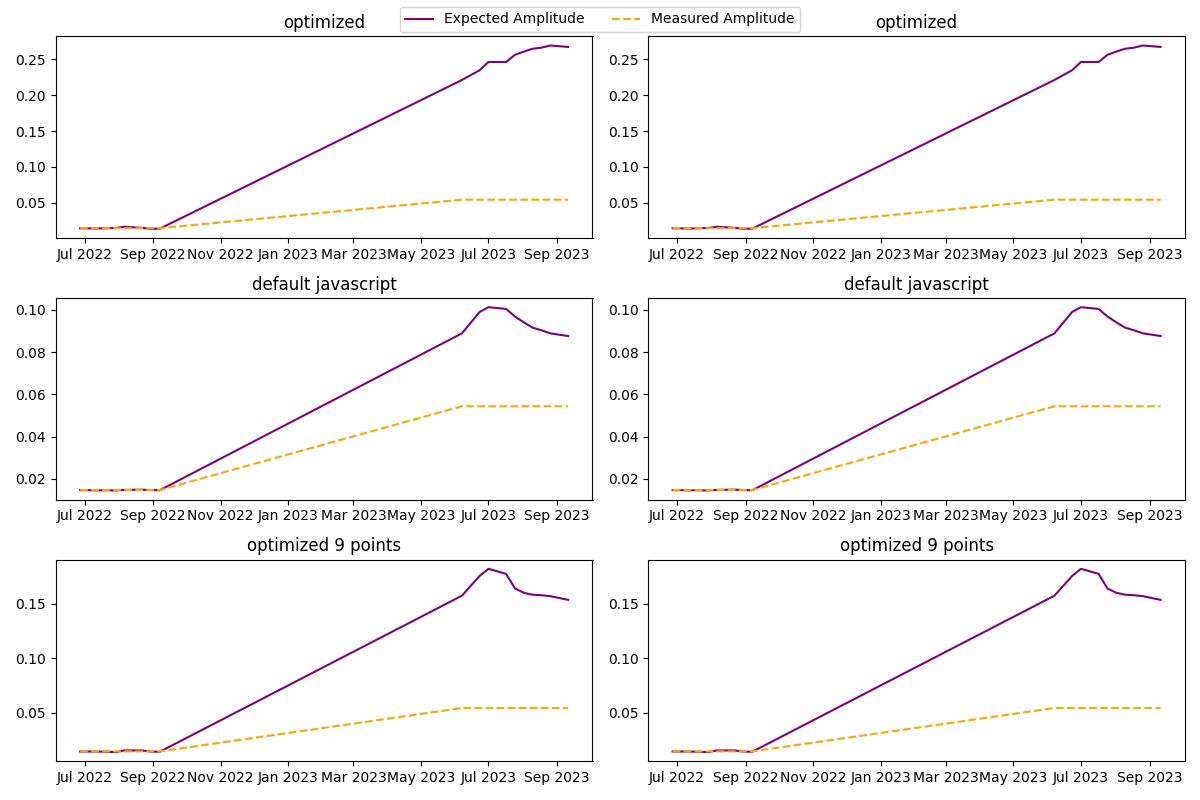 Expected Amplitude Measured Amplitude
optimized optimized
0.25 0.25
0.20 0.20
0.15 0.15
0.10 0.10
0.05 0.05
Jul 2022 Sep 2022 Nov 2022 Jan 2023 Mar 2023 May 2023 Jul 2023 Sep 2023 Jul 2022 Sep 2022 Nov 2022 Jan 2023 Mar 2023 May 2023 Jul 2023 Sep 2023
default javascript default javascript
0.10 0.10
0.08 0.08
0.06 0.06
0.04 0.04
0.02 0.02
Jul 2022 Sep 2022 Nov 2022 Jan 2023 Mar 2023 May 2023 Jul 2023 Sep 2023 Jul 2022 Sep 2022 Nov 2022 Jan 2023 Mar 2023 May 2023 Jul 2023 Sep 2023
optimized 9 points optimized 9 points
0.15 0.15
0.10 0.10
0.05 0.05
Jul 2022 Sep 2022 Nov 2022 Jan 2023 Mar 2023 May 2023 Jul 2023 Sep 2023 Jul 2022 Sep 2022 Nov 2022 Jan 2023 Mar 2023 May 2023 Jul 2023 Sep 2023